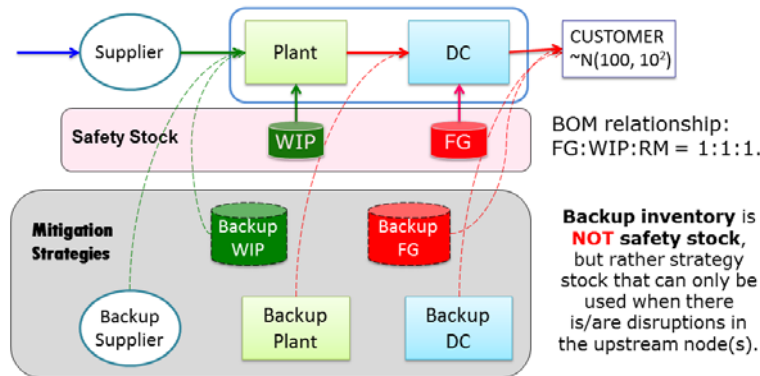 Supplier
Plant
DC
CUSTOMER
~N(100, 10²)
Safety Stock
WIP
FG
BOM relationship:
FG:WIP:RM = 1:1:1.
Mitigation
Strategies
Backup
WIP
Backup
FG
Backup
Supplier
Backup
Plant
Backup
DC
Backup inventory is
NOT safety stock,
but rather strategy
stock that can only be
used when there
is/are disruptions in
the upstream node(s).